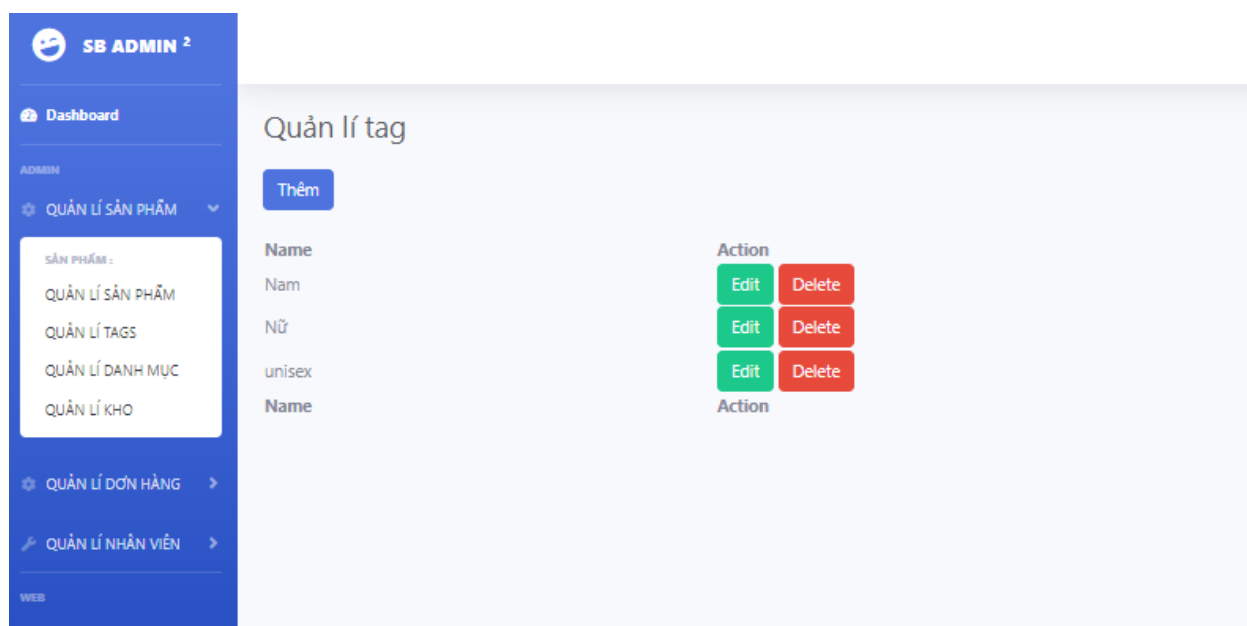 SB ADMIN 2
Dashboard
ADMIN
QUẢN LÍ SẢN PHẨM
SẢN PHẨM :
QUẢN LÍ SẢN PHẨM
QUẢN LÍ TAGS
QUẢN LÍ DANH MỤC
QUẢN LÍ KHO
QUẢN LÍ DƠN HÀNG
QUẢN LÍ NHÂN VIÊN
WEB
Quản lí tag
Thêm
Name Action
Nam Edit Delete
Nữ Edit Delete
unisex Edit Delete
Name Action